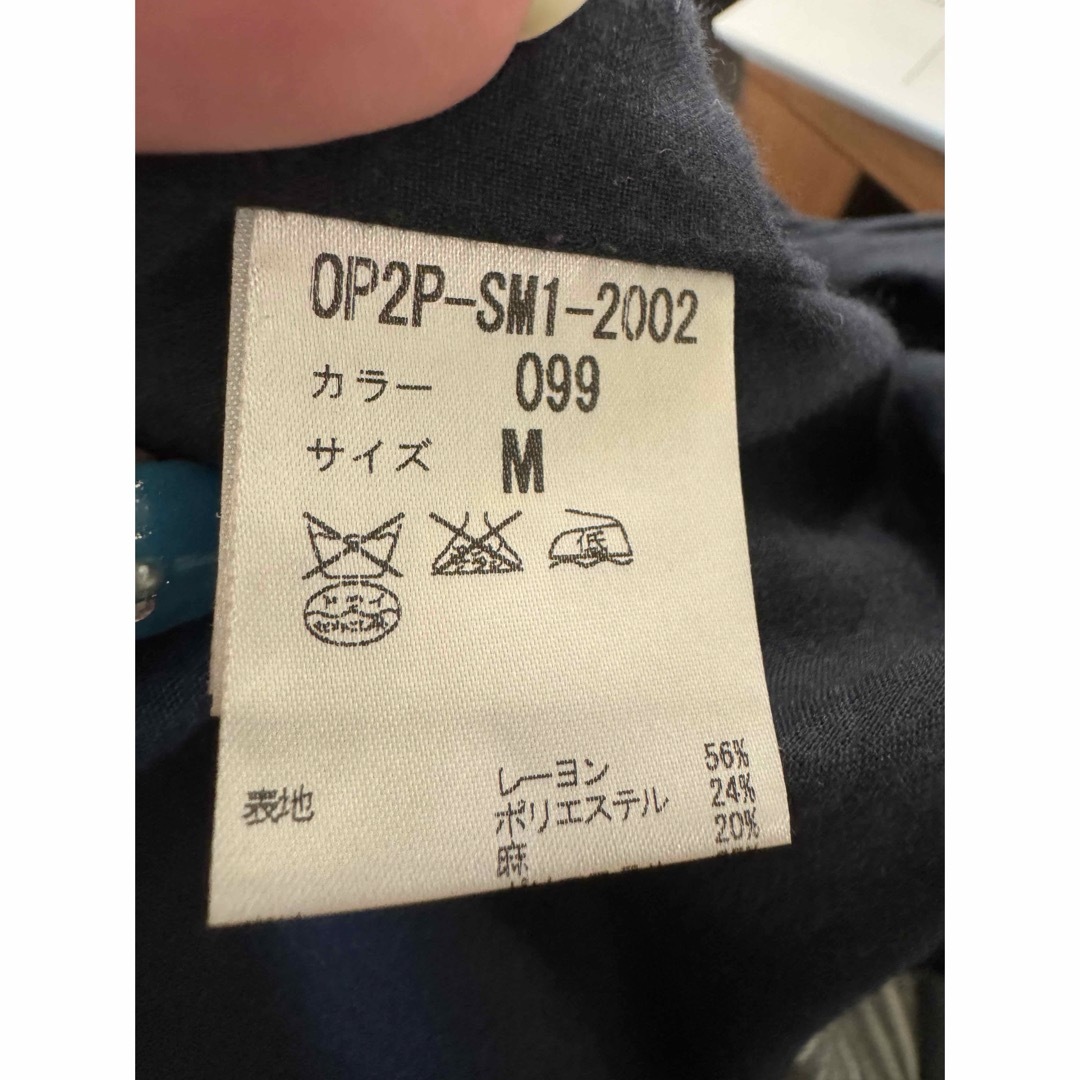 OP2P-SM1-2002
カラー 099
サイズ M
低
表地 レーヨン 56%
ポリエステル 24%
麻 20%